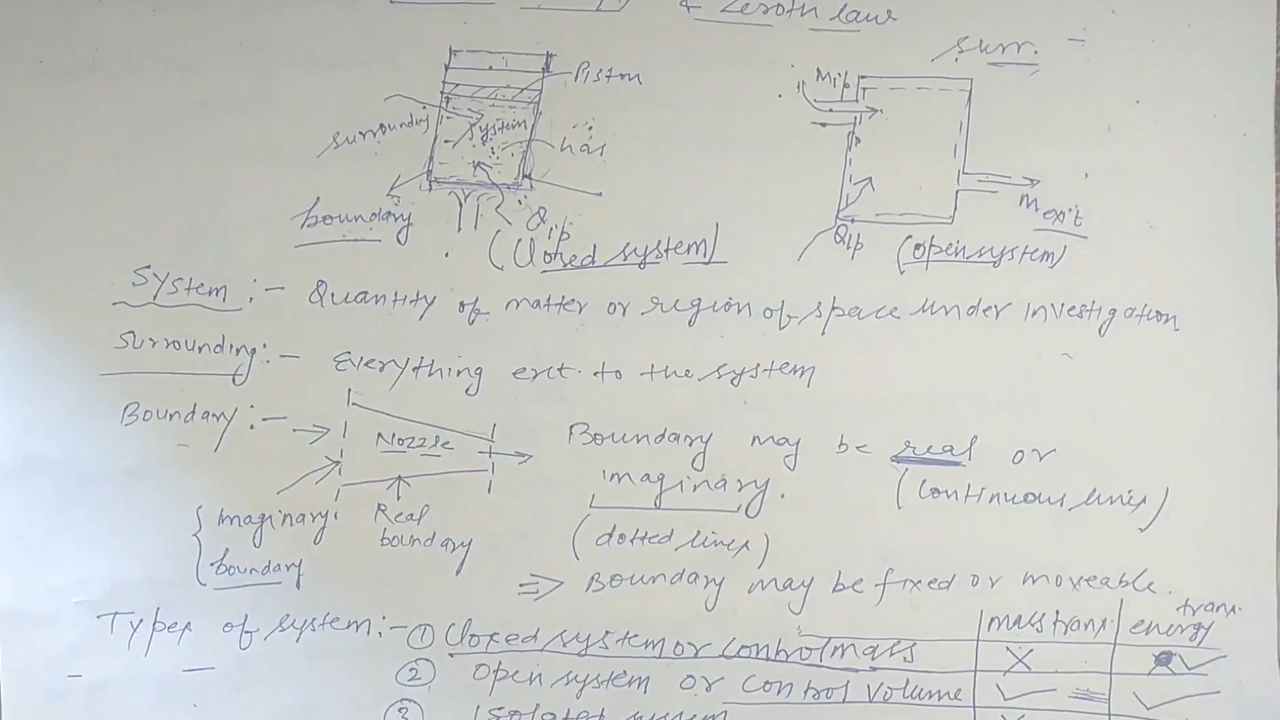 & Zeroth law
surr.
Piston
surrounding
System
Gas
boundary
Qi/p
(Closed system)
Mi/p
Mexit
Qi/p
(Open system)
System :- Quantity of matter or region of space under investigation
Surrounding:- Everything ext. to the system
Boundary :-
Nozzle
Imaginary
boundary
Real
boundary
Boundary may be real or
imaginary.
(Continuous lines)
(dotted lines)
⇒ Boundary may be fixed or moveable.
mass trans.
energy trans.
Types of system:- ① Closed system or control mass ✗ ✓
② Open system or control volume ✓ ✓
③ Isolated system